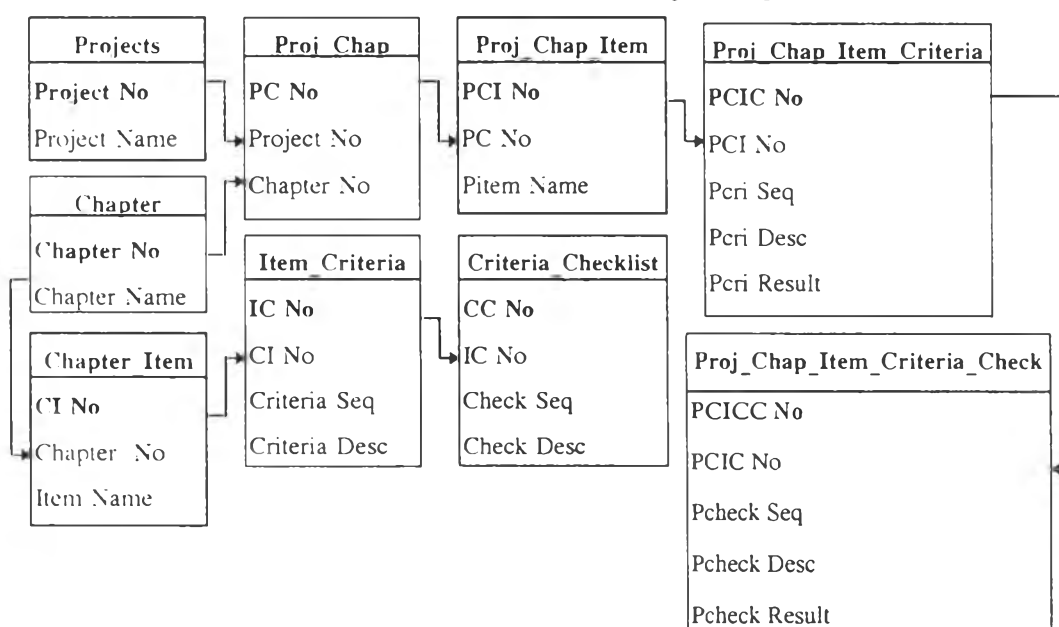 Projects
Project No
Project Name
Proj_Chap
PC No
Project No
Chapter No
Proj_Chap_Item
PCI No
PC No
Pitem Name
Proj_Chap_Item_Criteria
PCIC No
PCI No
Pcri Seq
Pcri Desc
Pcri Result
Chapter
Chapter No
Chapter Name
Chapter_Item
CI No
Chapter No
Item Name
Item_Criteria
IC No
CI No
Criteria Seq
Criteria Desc
Criteria_Checklist
CC No
IC No
Check Seq
Check Desc
Proj_Chap_Item_Criteria_Check
PCICC No
PCIC No
Pcheck Seq
Pcheck Desc
Pcheck Result